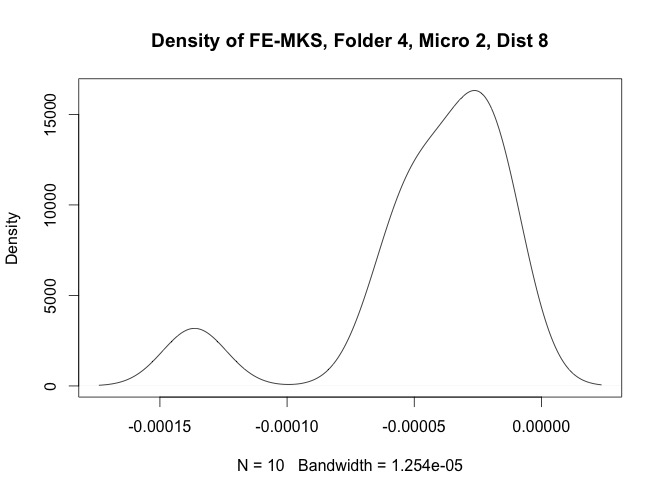 Density of FE-MKS, Folder 4, Micro 2, Dist 8
Density
15000
10000
5000
0
-0.00015 -0.00010 -0.00005 0.00000
N = 10 Bandwidth = 1.254e-05